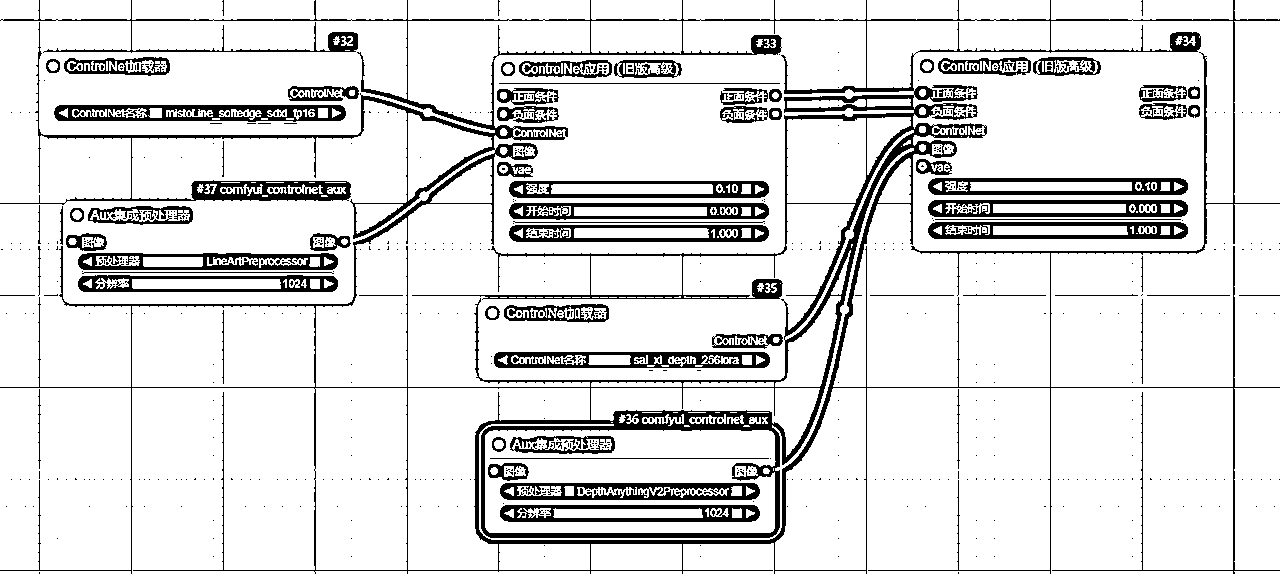 #32
ControlNet加载器
ControlNet
ControlNet名称 mistoLine_softedge_sdxl_fp16
#37 comfyui_controlnet_aux
Aux集成预处理器
图像 图像
预处理器 LineArtPreprocessor
分辨率 1024
#33
ControlNet应用（旧版高级）
正面条件 正面条件
负面条件 负面条件
ControlNet
图像
vae
强度 0.10
开始时间 0.000
结束时间 1.000
#35
ControlNet加载器
ControlNet
ControlNet名称 sai_xl_depth_256lora
#36 comfyui_controlnet_aux
Aux集成预处理器
图像 图像
预处理器 DepthAnythingV2Preprocessor
分辨率 1024
#34
ControlNet应用（旧版高级）
正面条件 正面条件
负面条件 负面条件
ControlNet
图像
vae
强度 0.10
开始时间 0.000
结束时间 1.000